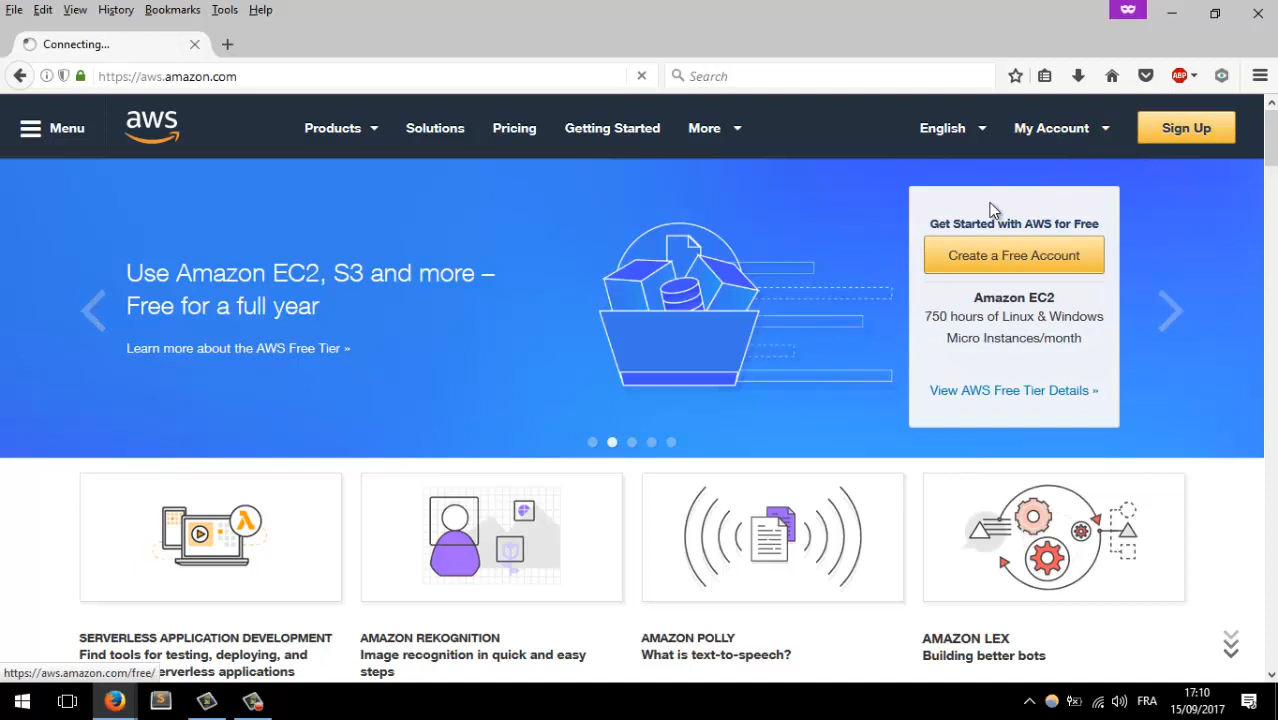 File Edit View History Bookmarks Tools Help
Connecting...
https://aws.amazon.com
Search
ABP
Menu
aws
Products
Solutions
Pricing
Getting Started
More
English
My Account
Sign Up
Use Amazon EC2, S3 and more –
Free for a full year
Learn more about the AWS Free Tier »
Get Started with AWS for Free
Create a Free Account
Amazon EC2
750 hours of Linux & Windows
Micro Instances/month
View AWS Free Tier Details »
SERVERLESS APPLICATION DEVELOPMENT
Find tools for testing, deploying, and
serverless applications
AMAZON REKOGNITION
Image recognition in quick and easy
steps
AMAZON POLLY
What is text-to-speech?
AMAZON LEX
Building better bots
https://aws.amazon.com/free/
FRA
17:10
15/09/2017